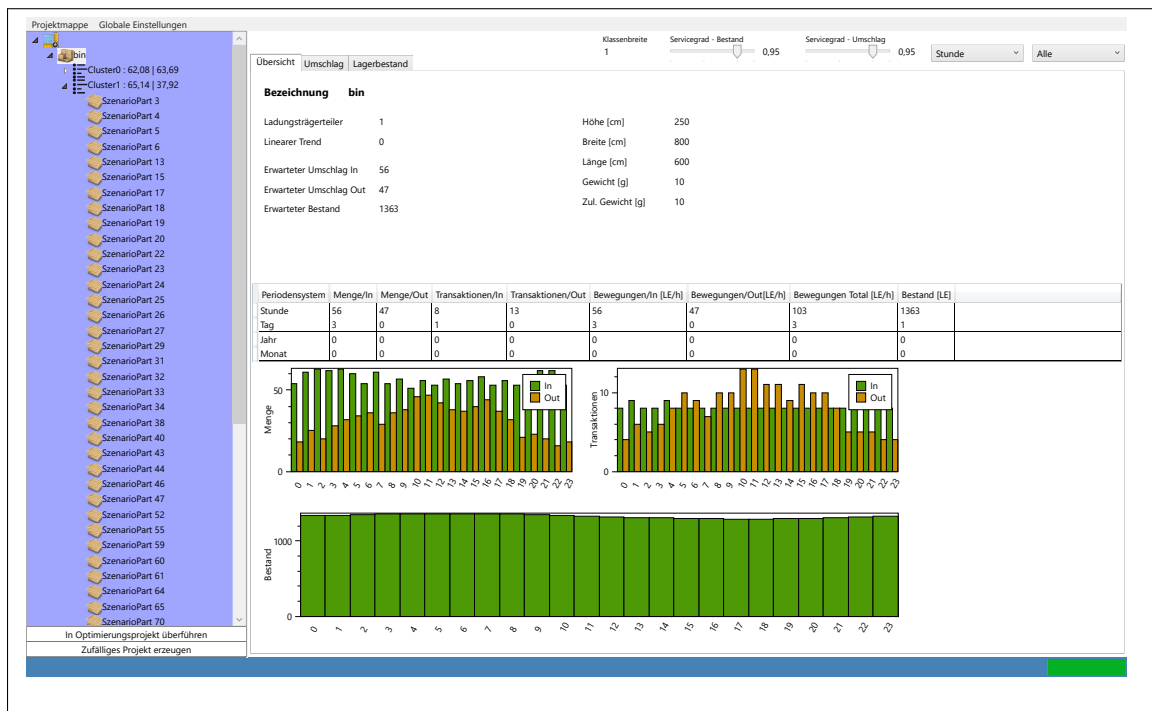 Projektmappe Globale Einstellungen
bin
Cluster0 : 62,08 | 63,69
Cluster1 : 65,14 | 37,92
SzenarioPart 3
SzenarioPart 4
SzenarioPart 5
SzenarioPart 6
SzenarioPart 13
SzenarioPart 15
SzenarioPart 17
SzenarioPart 18
SzenarioPart 19
SzenarioPart 20
SzenarioPart 22
SzenarioPart 23
SzenarioPart 24
SzenarioPart 25
SzenarioPart 26
SzenarioPart 27
SzenarioPart 29
SzenarioPart 31
SzenarioPart 32
SzenarioPart 33
SzenarioPart 34
SzenarioPart 38
SzenarioPart 40
SzenarioPart 43
SzenarioPart 44
SzenarioPart 46
SzenarioPart 47
SzenarioPart 52
SzenarioPart 55
SzenarioPart 59
SzenarioPart 60
SzenarioPart 61
SzenarioPart 64
SzenarioPart 65
SzenarioPart 70
In Optimierungsprojekt überführen
Zufälliges Projekt erzeugen
Klassenbreite Servicegrad - Bestand Servicegrad - Umschlag
1 0,95 0,95 Stunde Alle
Übersicht Umschlag Lagerbestand
Bezeichnung bin
Ladungsträgerteiler 1
Linearer Trend 0
Erwarteter Umschlag In 56
Erwarteter Umschlag Out 47
Erwarteter Bestand 1363
Höhe [cm] 250
Breite [cm] 800
Länge [cm] 600
Gewicht [g] 10
Zul. Gewicht [g] 10
Periodensystem Menge/In Menge/Out Transaktionen/In Transaktionen/Out Bewegungen/In [LE/h] Bewegungen/Out[LE/h] Bewegungen Total [LE/h] Bestand [LE]
Stunde 56 47 8 13 56 47 103 1363
Tag 3 0 1 0 3 0 3 1
Jahr 0 0 0 0 0 0 0 0
Monat 0 0 0 0 0 0 0 0
Menge
50
0
In
Out
0 1 2 3 4 5 6 7 8 9 10 11 12 13 14 15 16 17 18 19 20 21 22 23
Transaktionen
10
0
In
Out
0 1 2 3 4 5 6 7 8 9 10 11 12 13 14 15 16 17 18 19 20 21 22 23
Bestand
1000
0
0 1 2 3 4 5 6 7 8 9 10 11 12 13 14 15 16 17 18 19 20 21 22 23